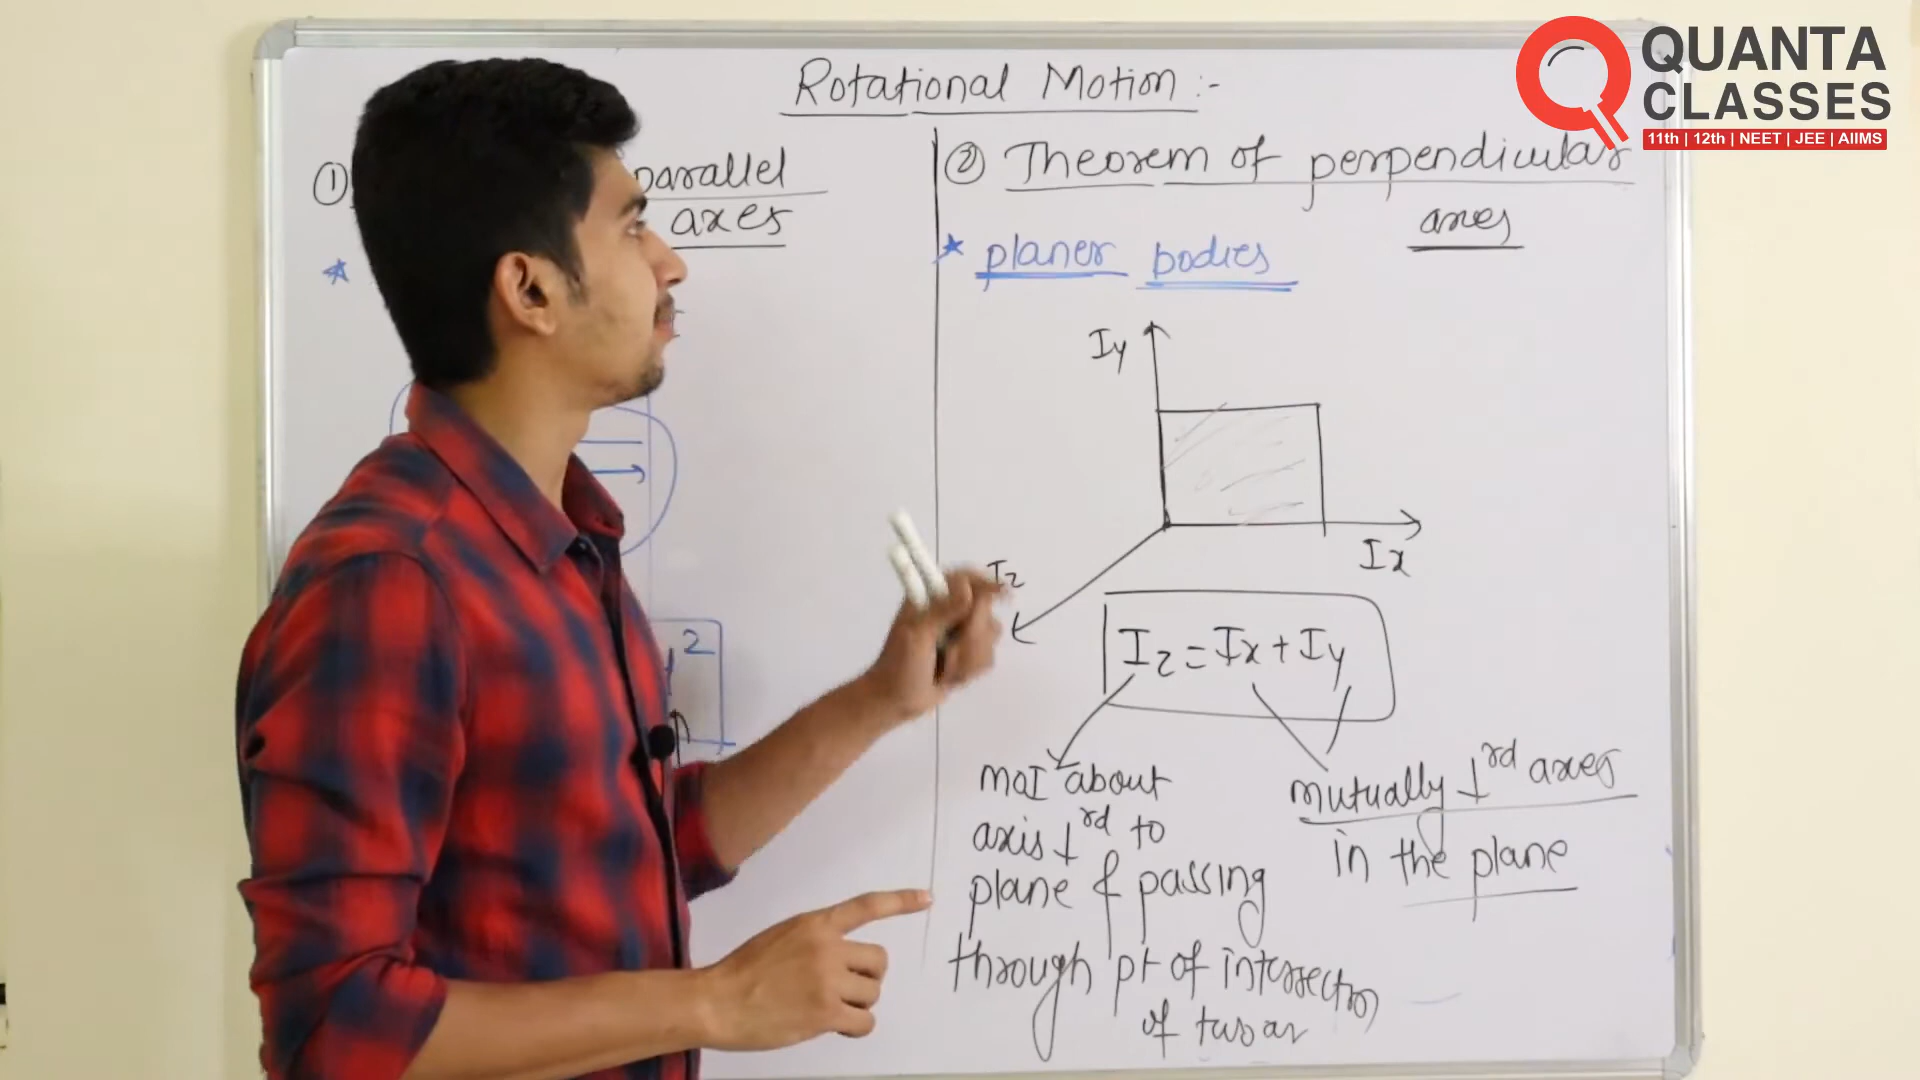 QUANTA
CLASSES
11th | 12th | NEET | JEE | AIIMS
Rotational Motion :-
① parallel
axes
2
② Theorem of perpendicular
axes
* planer bodies
Iy
Ix
Iz
Iz = Ix + Iy
MOI about
axis ⊥rd to
plane & passing
through pt of intersection
of
mutually ⊥rd axes
in the plane